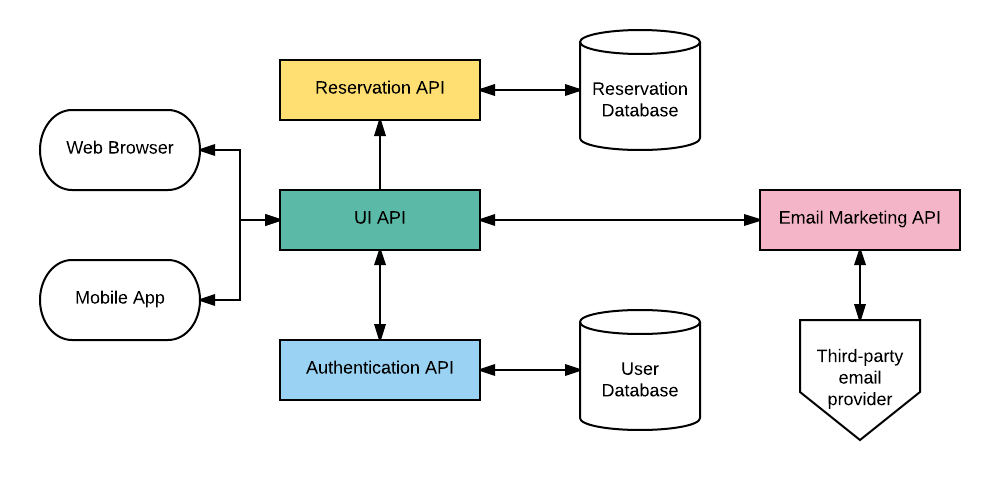 Reservation API
Reservation
Database
Web Browser
UI API
Email Marketing API
Mobile App
Authentication API
User
Database
Third-party
email
provider